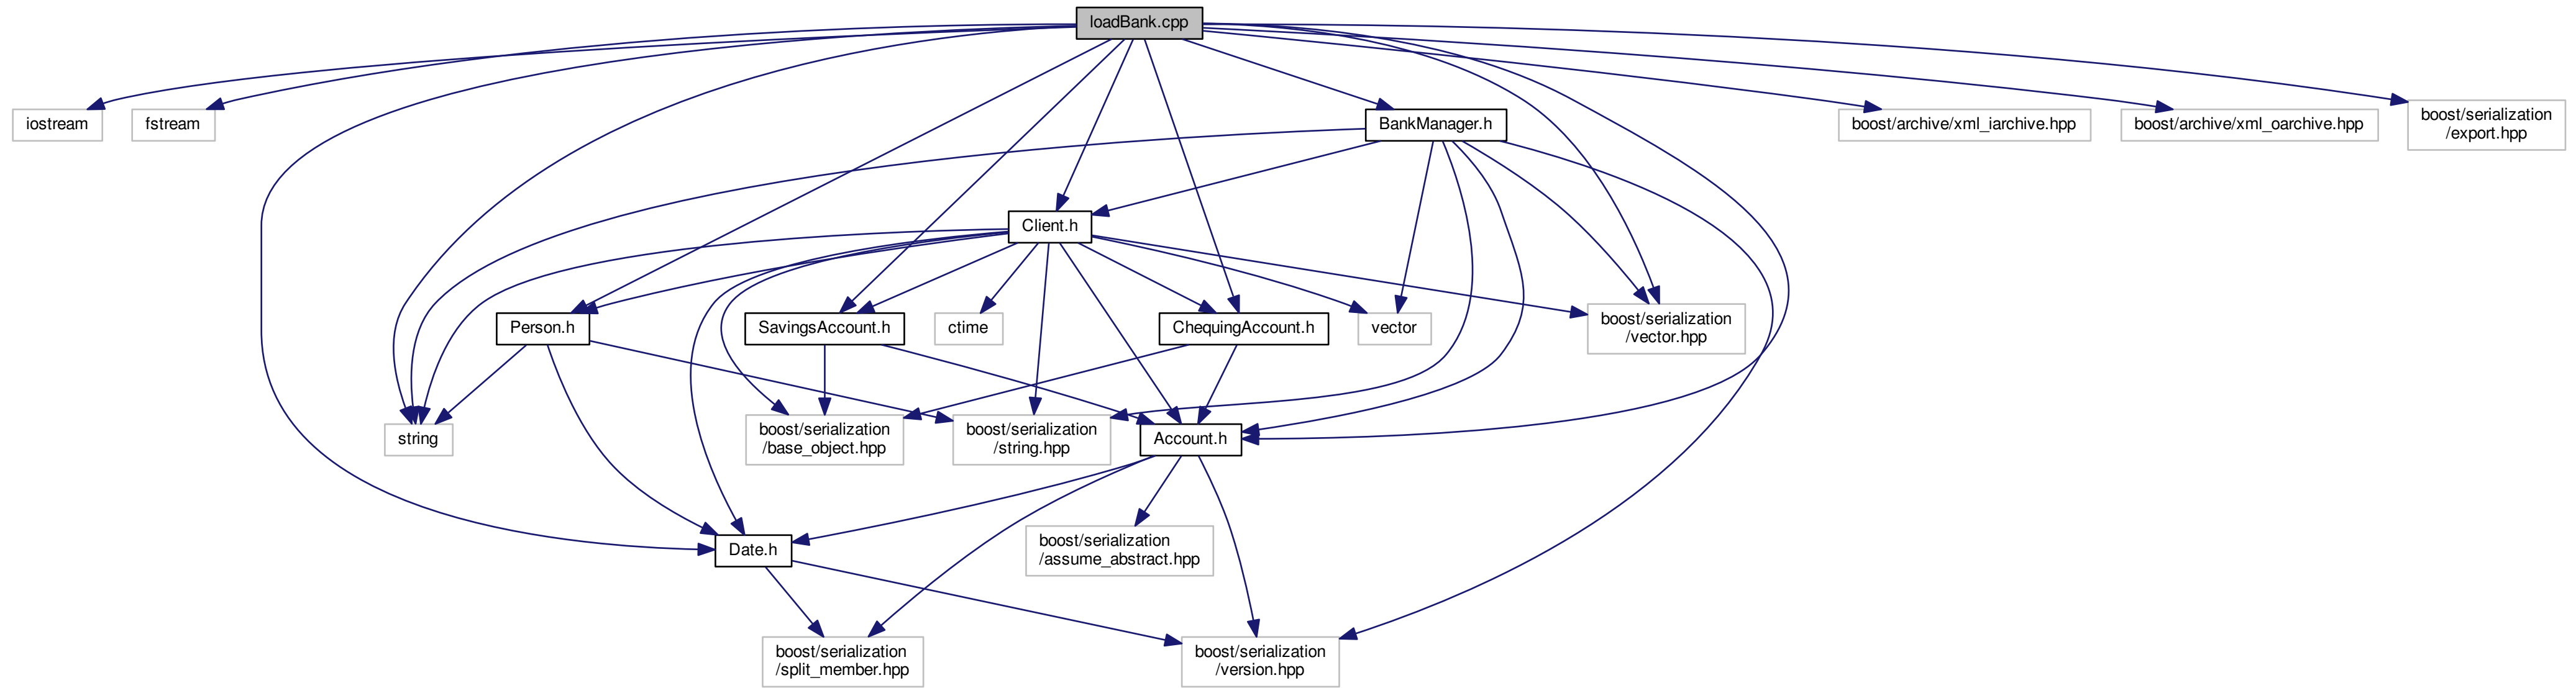 loadBank.cpp
iostream
fstream
BankManager.h
boost/archive/xml_iarchive.hpp
boost/archive/xml_oarchive.hpp
boost/serialization
/export.hpp
Client.h
Person.h
SavingsAccount.h
ctime
ChequingAccount.h
vector
boost/serialization
/vector.hpp
string
boost/serialization
/base_object.hpp
boost/serialization
/string.hpp
Account.h
Date.h
boost/serialization
/assume_abstract.hpp
boost/serialization
/split_member.hpp
boost/serialization
/version.hpp